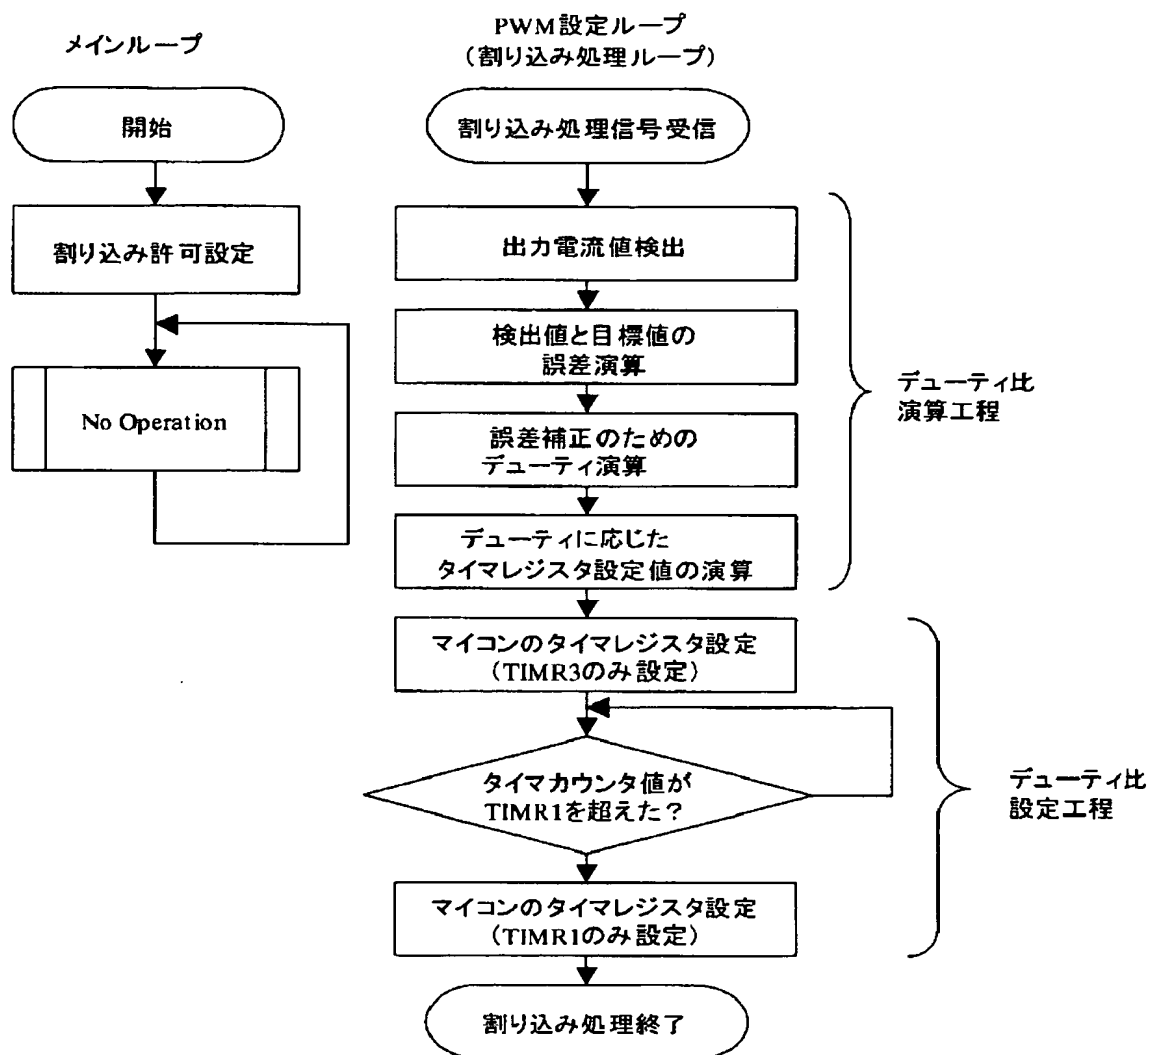 メインループ
開始
割り込み許可設定
No Operation
PWM設定ループ
(割り込み処理ループ)
割り込み処理信号受信
出力電流値検出
検出値と目標値の
誤差演算
誤差補正のための
デューティ演算
デューティに応じた
タイマレジスタ設定値の演算
デューティ比
演算工程
マイコンのタイマレジスタ設定
(TIMR3のみ設定)
タイマカウンタ値が
TIMR1を超えた?
マイコンのタイマレジスタ設定
(TIMR1のみ設定)
デューティ比
設定工程
割り込み処理終了